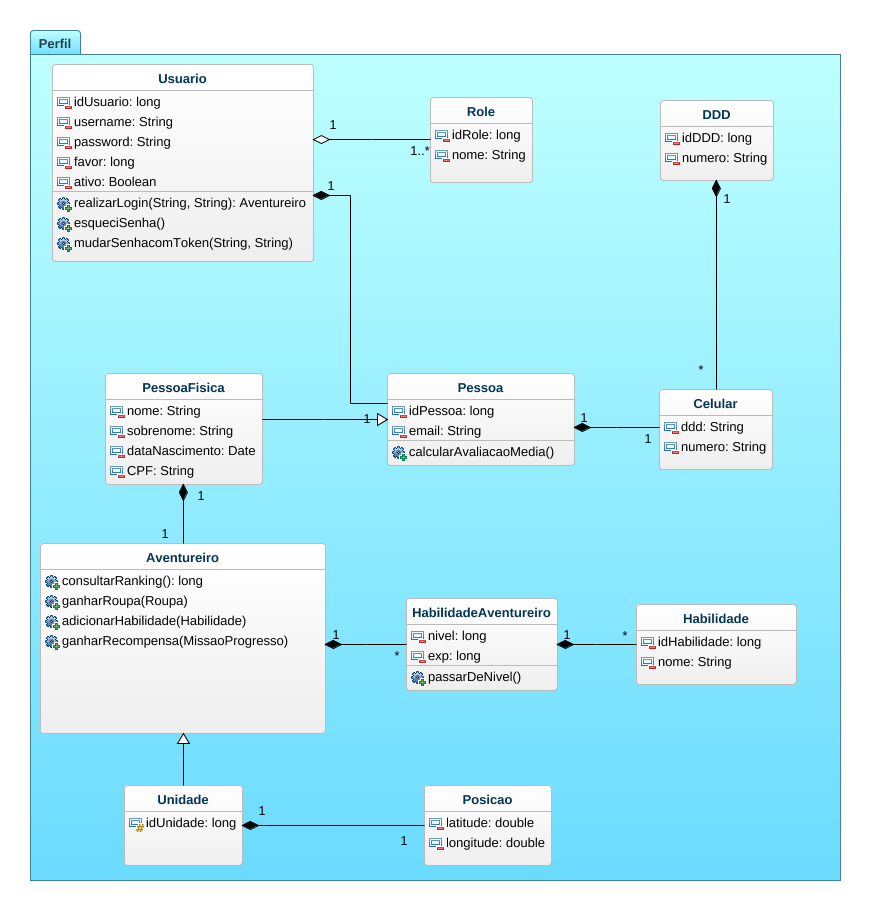 Perfil
Usuario
idUsuario: long
username: String
password: String
favor: long
ativo: Boolean
realizarLogin(String, String): Aventureiro
esqueciSenha()
mudarSenhacomToken(String, String)
1
1..*
Role
idRole: long
nome: String
DDD
idDDD: long
numero: String
1
1
*
PessoaFisica
nome: String
sobrenome: String
dataNascimento: Date
CPF: String
1
Pessoa
idPessoa: long
email: String
calcularAvaliacaoMedia()
1
1
Celular
ddd: String
numero: String
1
1
Aventureiro
consultarRanking(): long
ganharRoupa(Roupa)
adicionarHabilidade(Habilidade)
ganharRecompensa(MissaoProgresso)
1
*
HabilidadeAventureiro
nivel: long
exp: long
passarDeNivel()
1
*
Habilidade
idHabilidade: long
nome: String
Unidade
idUnidade: long
1
1
Posicao
latitude: double
longitude: double